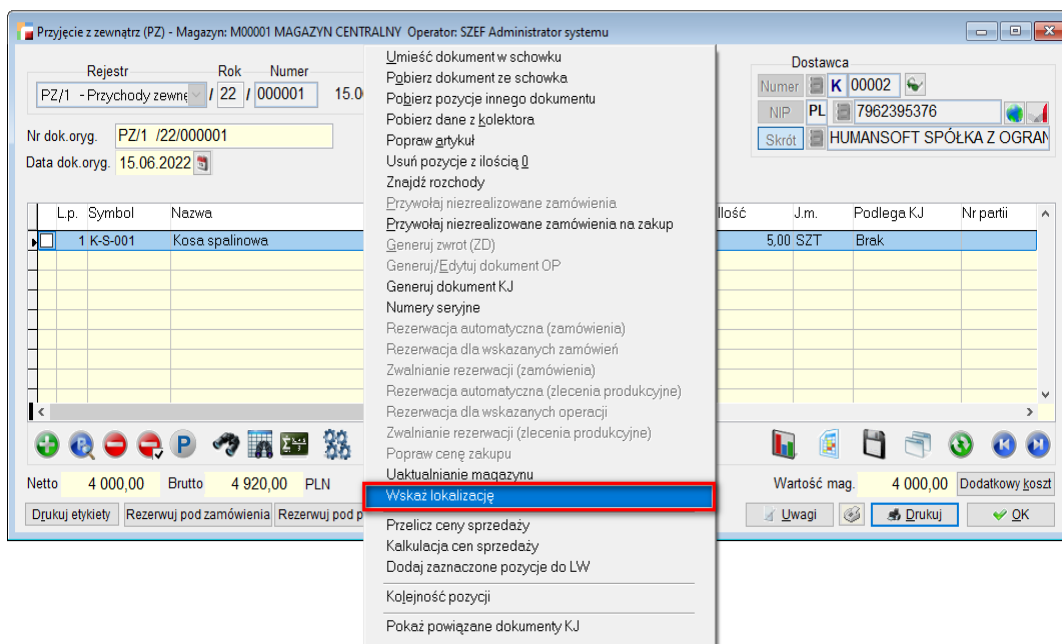 Przyjęcie z zewnątrz (PZ) - Magazyn: M00001 MAGAZYN CENTRALNY Operator: SZEF Administrator systemu
Rejestr Rok Numer
PZ/1 - Przychody zewnę / 22 / 000001 15.0
Nr dok.oryg. PZ/1 /22/000001
Data dok.oryg. 15.06.2022
Dostawca
Numer K 00002
NIP PL 7962395376
Skrót HUMANSOFT SPÓŁKA Z OGRAN
L.p. Symbol Nazwa Ilość J.m. Podlega KJ Nr partii
1 K-S-001 Kosa spalinowa 5,00 SZT Brak
Umieść dokument w schowku
Pobierz dokument ze schowka
Pobierz pozycje innego dokumentu
Pobierz dane z kolektora
Popraw artykuł
Usuń pozycje z ilością 0
Znajdź rozchody
Przywołaj niezrealizowane zamówienia
Przywołaj niezrealizowane zamówienia na zakup
Generuj zwrot (ZD)
Generuj/Edytuj dokument OP
Generuj dokument KJ
Numery seryjne
Rezerwacja automatyczna (zamówienia)
Rezerwacja dla wskazanych zamówień
Zwalnianie rezerwacji (zamówienia)
Rezerwacja automatyczna (zlecenia produkcyjne)
Rezerwacja dla wskazanych operacji
Zwalnianie rezerwacji (zlecenia produkcyjne)
Popraw cenę zakupu
Uaktualnianie magazynu
Wskaż lokalizację
Przelicz ceny sprzedaży
Kalkulacja cen sprzedaży
Dodaj zaznaczone pozycje do LW
Kolejność pozycji
Pokaż powiązane dokumenty KJ
P
Netto 4 000,00 Brutto 4 920,00 PLN Wartość mag. 4 000,00 Dodatkowy koszt
Drukuj etykiety Rezerwuj pod zamówienia Rezerwuj pod p Uwagi Drukuj OK